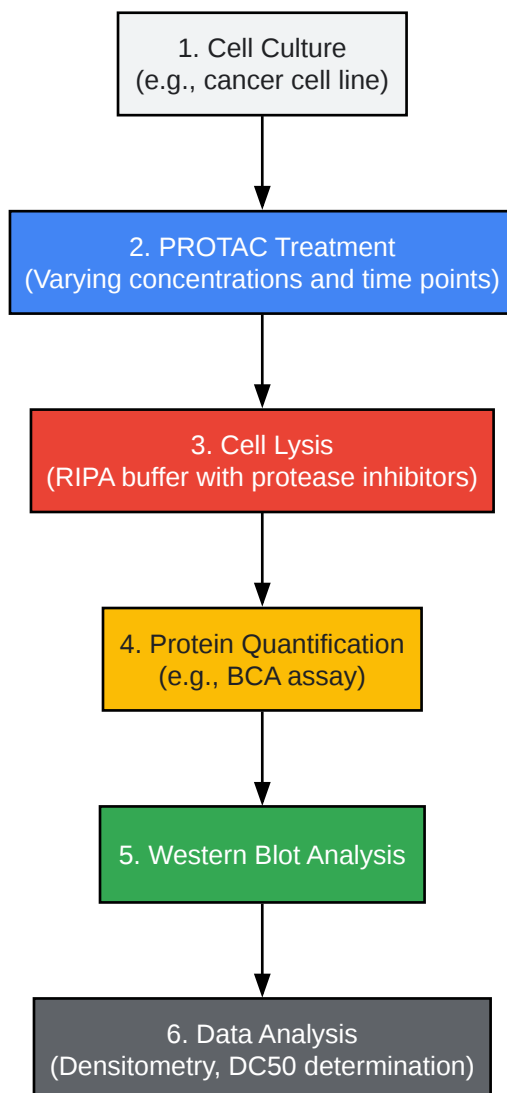 1. Cell Culture
(e.g., cancer cell line)
2. PROTAC Treatment
(Varying concentrations and time points)
3. Cell Lysis
(RIPA buffer with protease inhibitors)
4. Protein Quantification
(e.g., BCA assay)
5. Western Blot Analysis
6. Data Analysis
(Densitometry, DC50 determination)